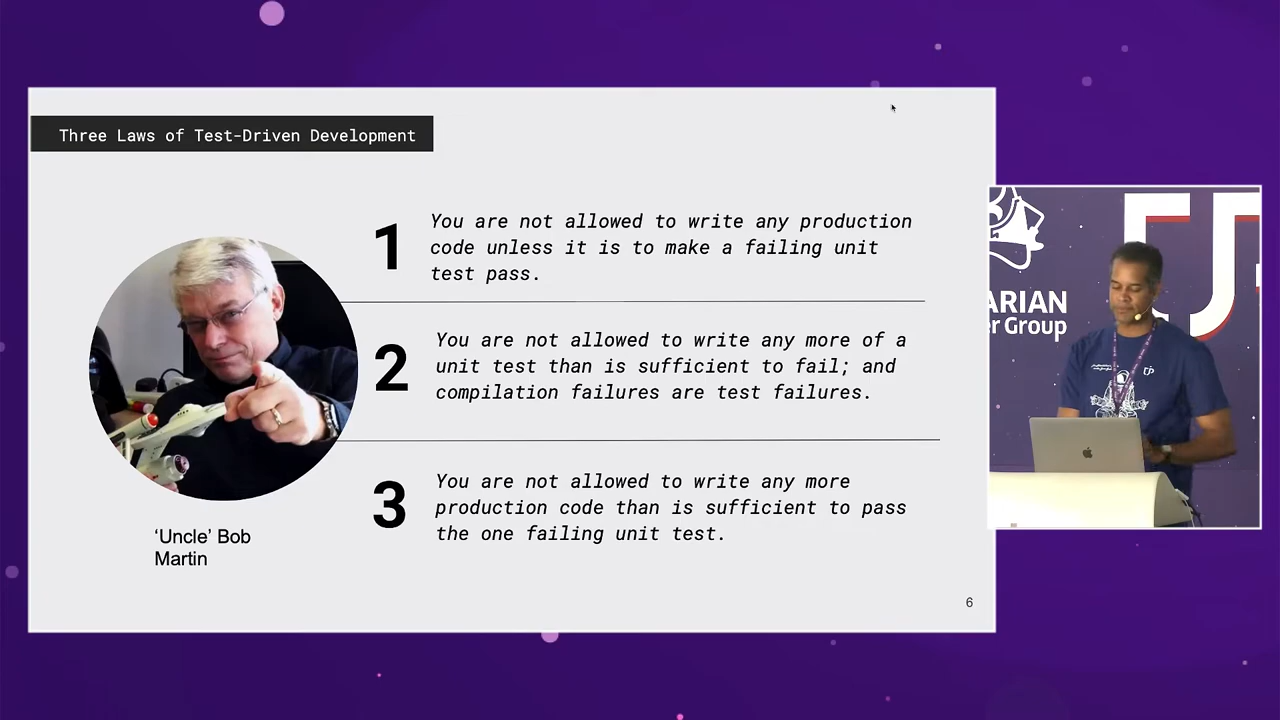 Three Laws of Test-Driven Development
1
You are not allowed to write any production
code unless it is to make a failing unit
test pass.
2
You are not allowed to write any more of a
unit test than is sufficient to fail; and
compilation failures are test failures.
3
You are not allowed to write any more
production code than is sufficient to pass
the one failing unit test.
‘Uncle’ Bob
Martin
6
ARIAN
er Group